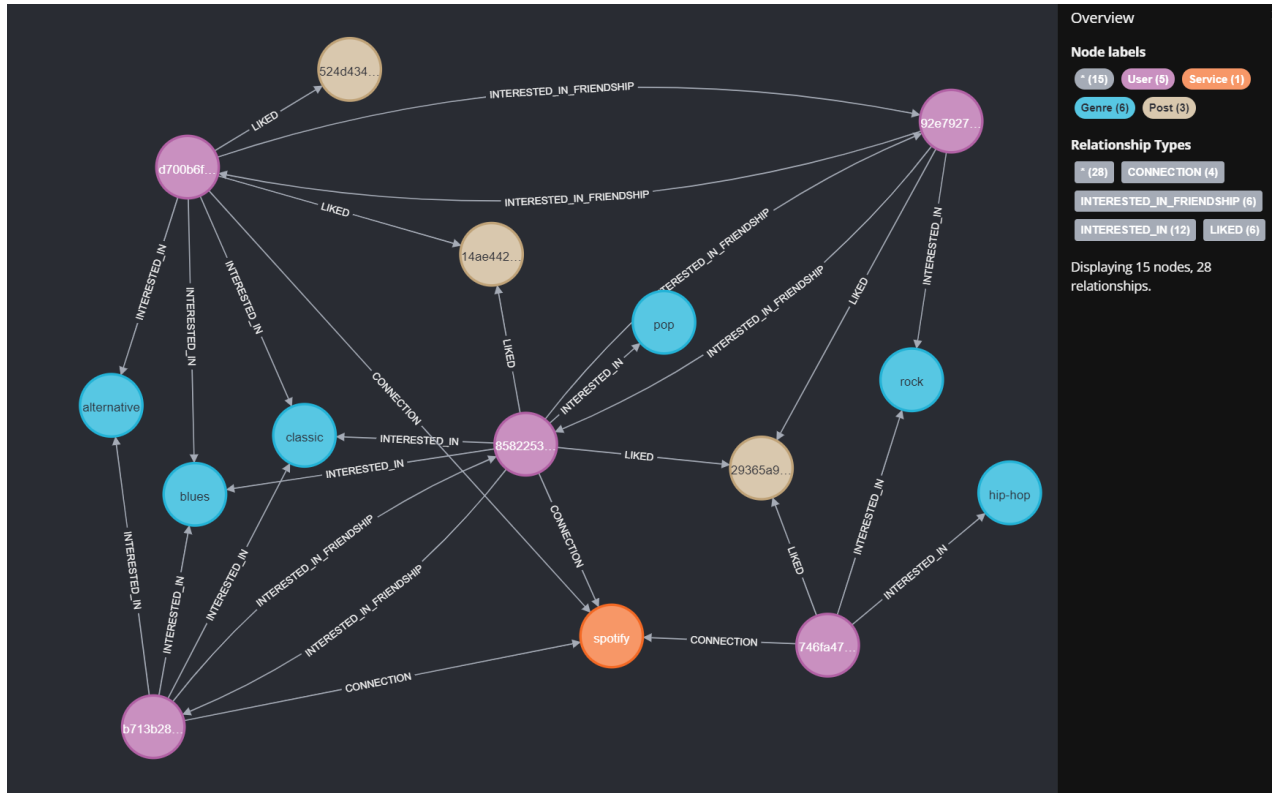 Overview
Node labels
* (15) User (5) Service (1)
Genre (6) Post (3)
Relationship Types
* (28) CONNECTION (4)
INTERESTED_IN_FRIENDSHIP (6)
INTERESTED_IN (12) LIKED (6)
Displaying 15 nodes, 28
relationships.
524d434...
LIKED
INTERESTED_IN_FRIENDSHIP
92e7927...
d700b6f...
INTERESTED_IN_FRIENDSHIP
LIKED
14ae442...
INTERESTED_IN_FRIENDSHIP
INTERESTED_IN
INTERESTED_IN
INTERESTED_IN
INTERESTED_IN
LIKED
INTERESTED_IN_FRIENDSHIP
pop
LIKED
INTERESTED_IN
rock
CONNECTION
alternative
classic
INTERESTED_IN
8582253...
LIKED
29365a9...
INTERESTED_IN
blues
hip-hop
INTERESTED_IN_FRIENDSHIP
CONNECTION
INTERESTED_IN
INTERESTED_IN
INTERESTED_IN
INTERESTED_IN
INTERESTED_IN_FRIENDSHIP
LIKED
INTERESTED_IN
spotify
CONNECTION
746fa47...
CONNECTION
b713b28...